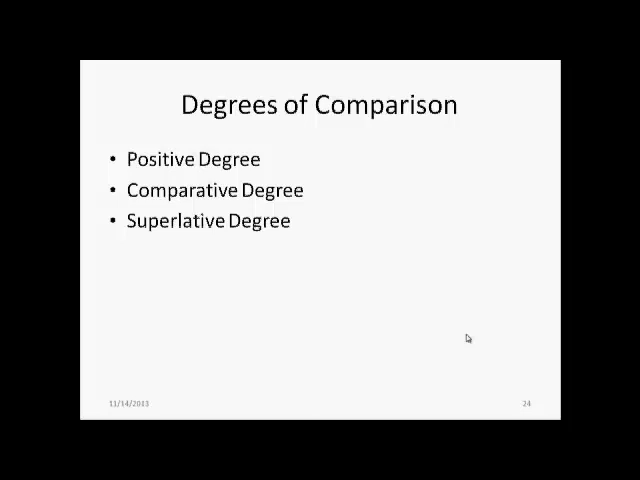 Degrees of Comparison
• Positive Degree
• Comparative Degree
• Superlative Degree
11/14/2013
24